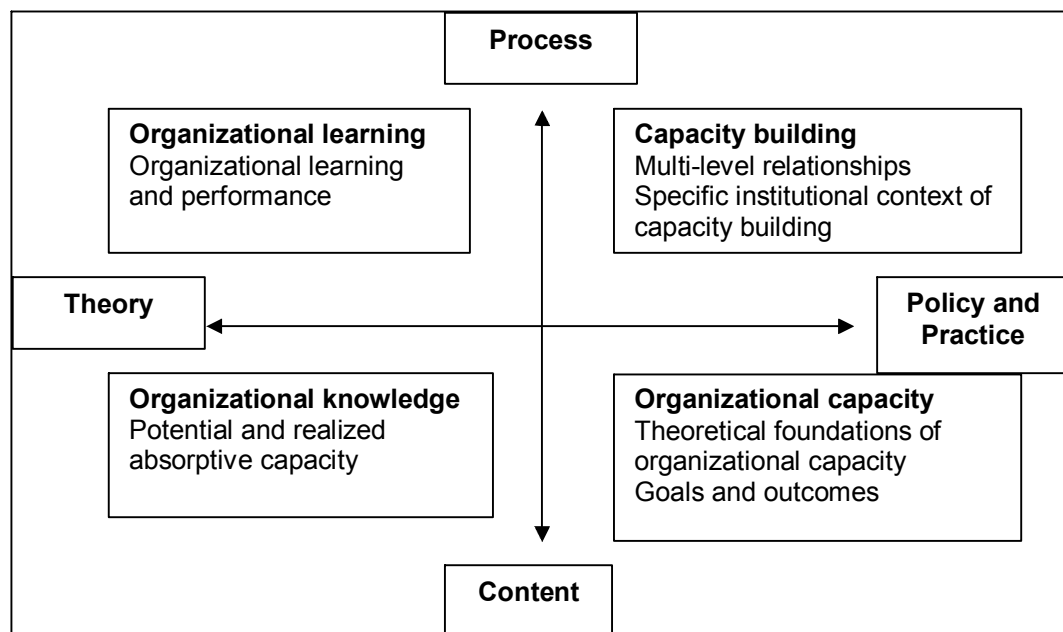 Process
Organizational learning
Organizational learning
and performance
Capacity building
Multi-level relationships
Specific institutional context of
capacity building
Theory
Policy and
Practice
Organizational knowledge
Potential and realized
absorptive capacity
Organizational capacity
Theoretical foundations of
organizational capacity
Goals and outcomes
Content